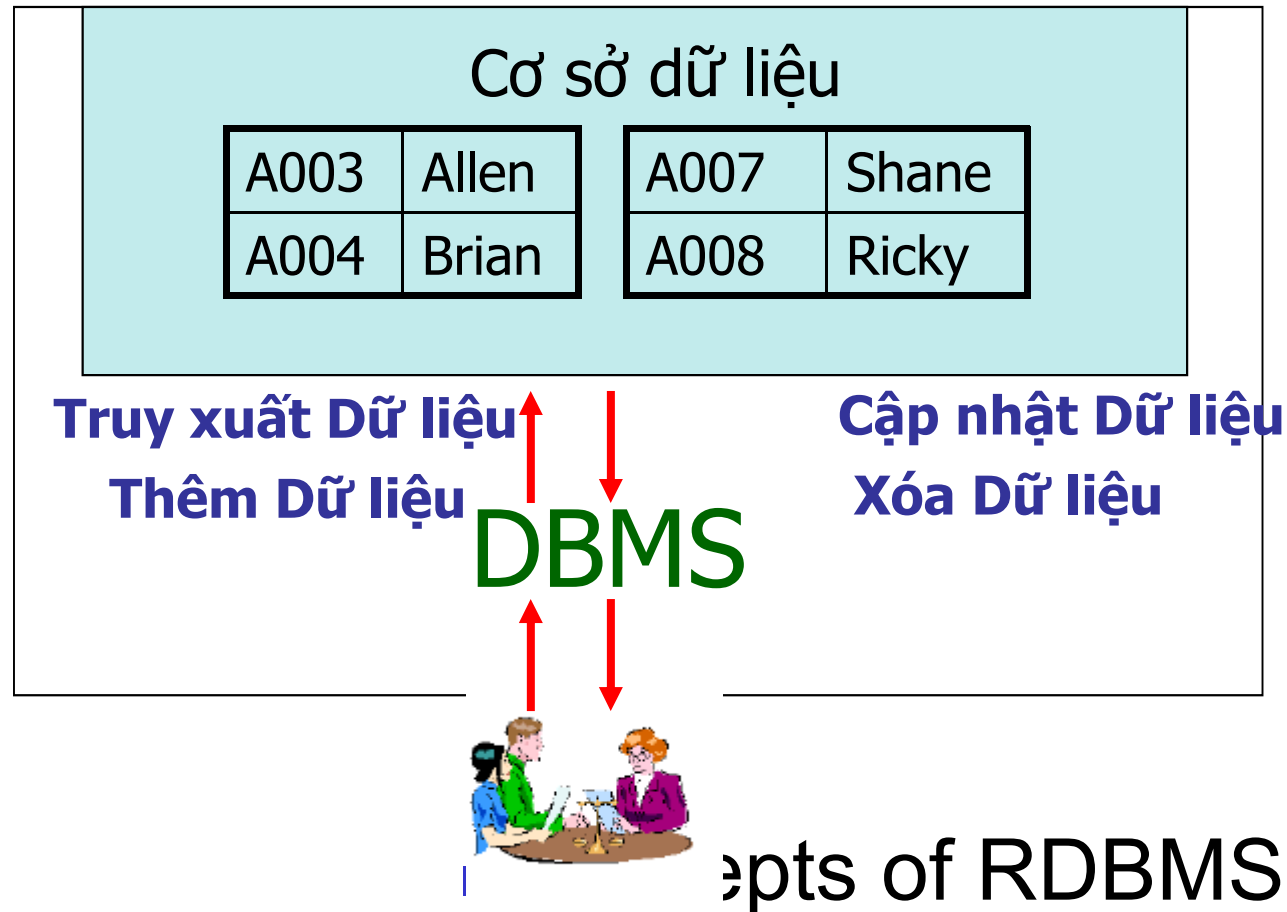 Cơ sở dữ liệu
A003 Allen
A004 Brian
A007 Shane
A008 Ricky
Truy xuất Dữ liệu
Thêm Dữ liệu
Cập nhật Dữ liệu
Xóa Dữ liệu
DBMS
epts of RDBMS